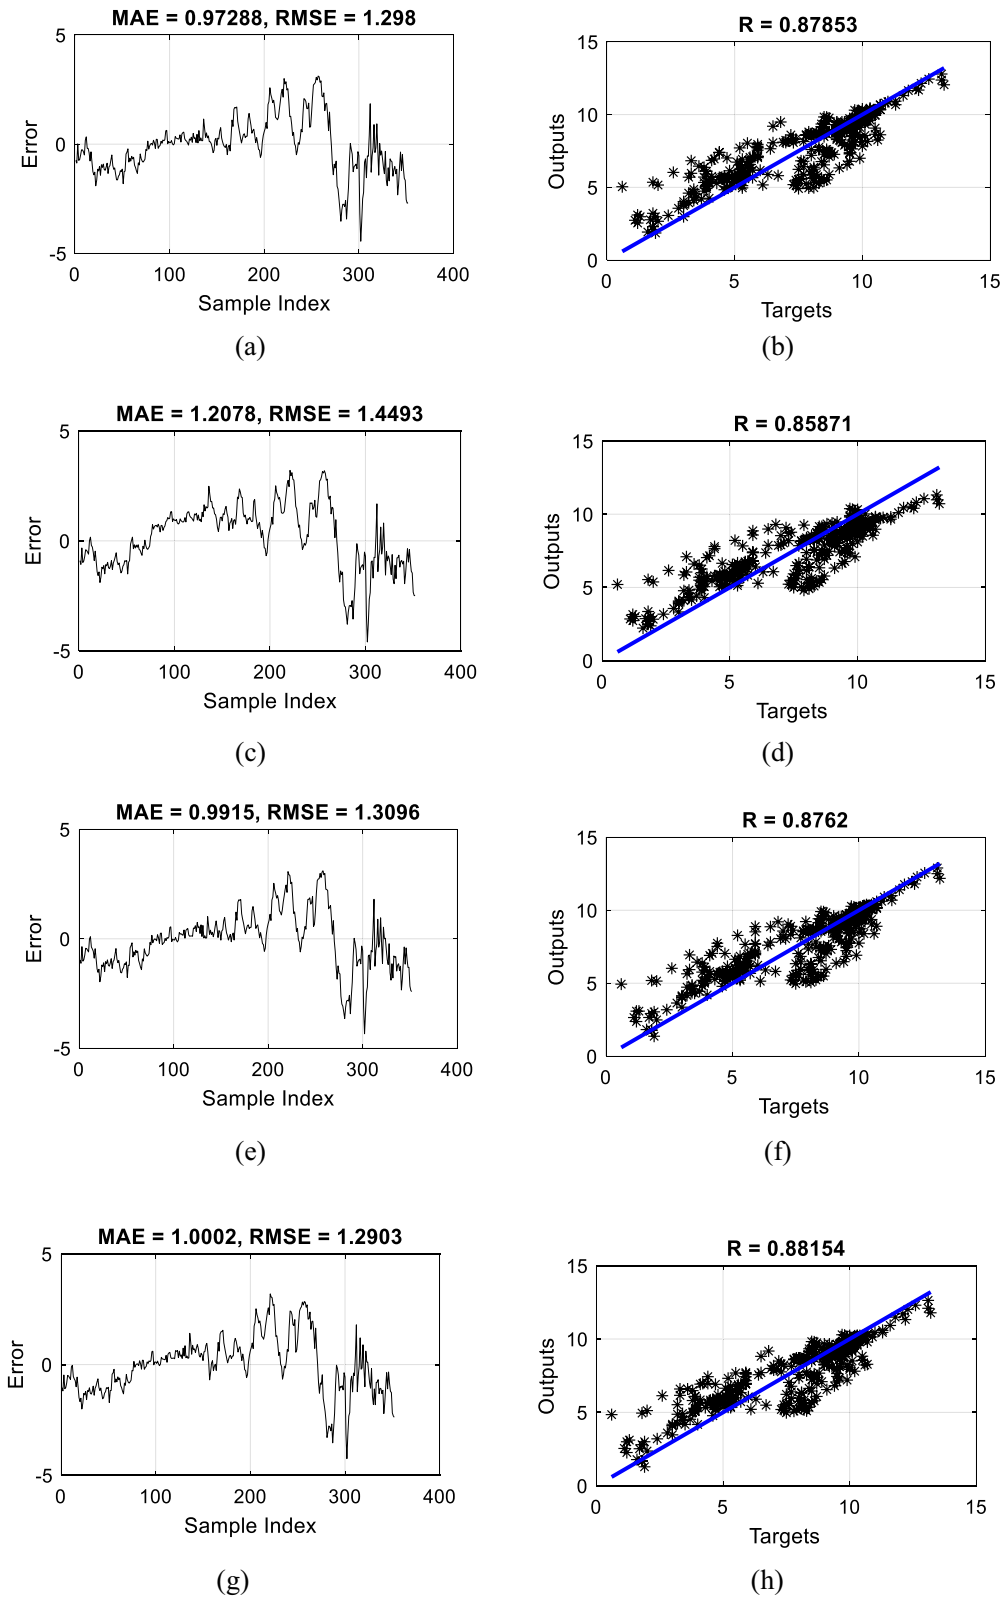 MAE = 0.97288, RMSE = 1.298
5
0
-5
Error
0 100 200 300 400
Sample Index
(a)
R = 0.87853
15
10
5
0
Outputs
0 5 10 15
Targets
(b)
MAE = 1.2078, RMSE = 1.4493
5
0
-5
Error
0 100 200 300 400
Sample Index
(c)
R = 0.85871
15
10
5
0
Outputs
0 5 10 15
Targets
(d)
MAE = 0.9915, RMSE = 1.3096
5
0
-5
Error
0 100 200 300 400
Sample Index
(e)
R = 0.8762
15
10
5
0
Outputs
0 5 10 15
Targets
(f)
MAE = 1.0002, RMSE = 1.2903
5
0
-5
Error
0 100 200 300 400
Sample Index
(g)
R = 0.88154
15
10
5
0
Outputs
0 5 10 15
Targets
(h)